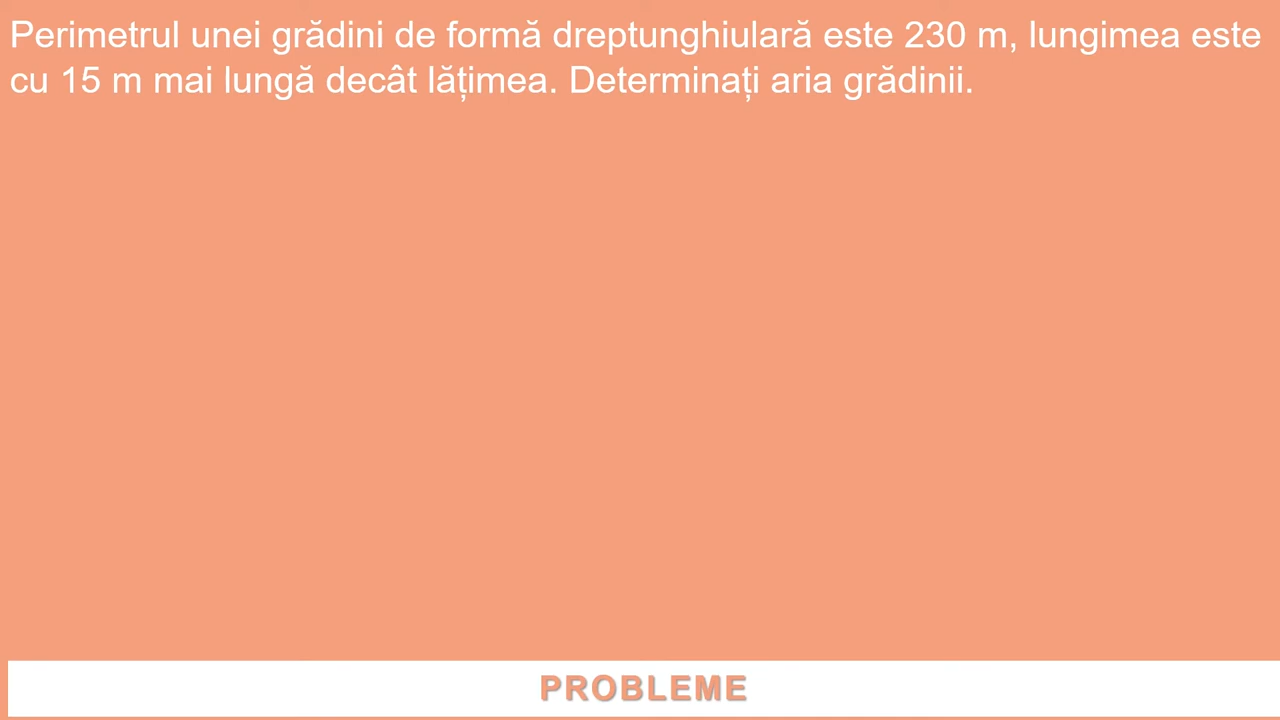 Perimetrul unei grădini de formă dreptunghiulară este 230 m, lungimea este
cu 15 m mai lungă decât lățimea. Determinați aria grădinii.
PROBLEME